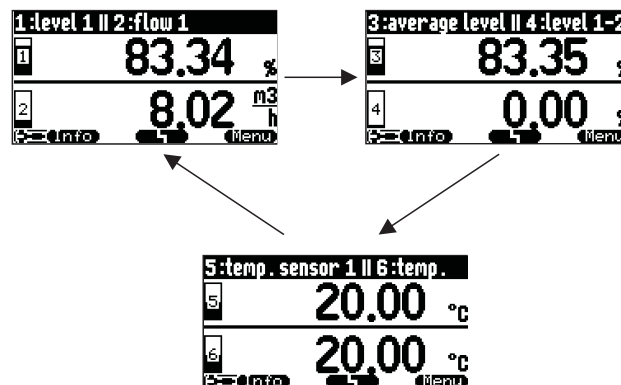 1:level 1 II 2:flow 1
1 83.34 %
2 8.02 m3
h
Info Menu
3:average level II 4:level 1-2
3 83.35 %
4 0.00 %
Info Menu
5:temp. sensor 1 II 6:temp.
5 20.00 °C
6 20.00 °C
Info Menu